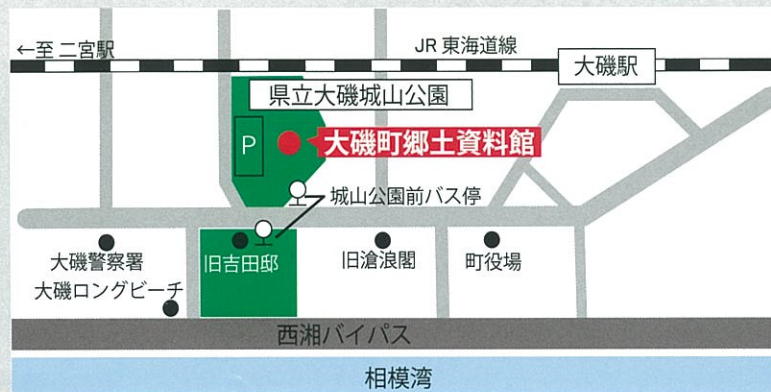 ←至 二宮駅
JR 東海道線
大磯駅
県立大磯城山公園
P
大磯町郷土資料館
城山公園前バス停
大磯警察署
旧吉田邸
旧滄浪閣
町役場
大磯ロングビーチ
西湘バイパス
相模湾